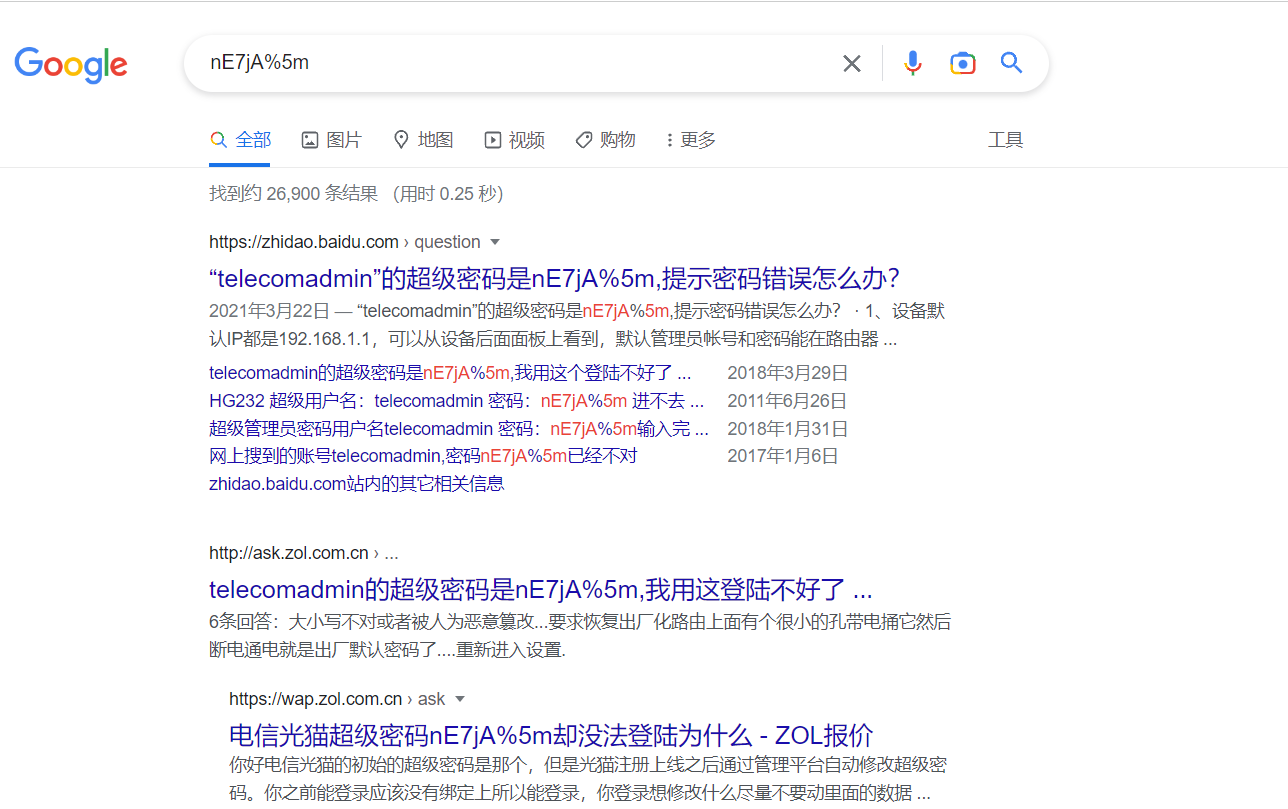 Google
nE7jA%5m
全部 图片 地图 视频 购物 更多 工具
找到约 26,900 条结果 （用时 0.25 秒）
https://zhidao.baidu.com › question
“telecomadmin”的超级密码是nE7jA%5m,提示密码错误怎么办？
2021年3月22日 — “telecomadmin”的超级密码是nE7jA%5m,提示密码错误怎么办？ · 1、设备默
认IP都是192.168.1.1，可以从设备后面面板上看到，默认管理员帐号和密码能在路由器 ...
telecomadmin的超级密码是nE7jA%5m,我用这个登陆不好了 ... 2018年3月29日
HG232 超级用户名：telecomadmin 密码：nE7jA%5m 进不去 ... 2011年6月26日
超级管理员密码用户名telecomadmin 密码：nE7jA%5m输入完 ... 2018年1月31日
网上搜到的账号telecomadmin,密码nE7jA%5m已经不对 2017年1月6日
zhidao.baidu.com站内的其它相关信息
http://ask.zol.com.cn › ...
telecomadmin的超级密码是nE7jA%5m,我用这登陆不好了 ...
6条回答：大小写不对或者被人为恶意篡改...要求恢复出厂化路由上面有个很小的孔带电捅它然后
断电通电就是出厂默认密码了....重新进入设置.
https://wap.zol.com.cn › ask
电信光猫超级密码nE7jA%5m却没法登陆为什么 - ZOL报价
你好电信光猫的初始的超级密码是那个，但是光猫注册上线之后通过管理平台自动修改超级密
码。你之前能登录应该没有绑定上所以能登录，你登录想修改什么尽量不要动里面的数据 ...